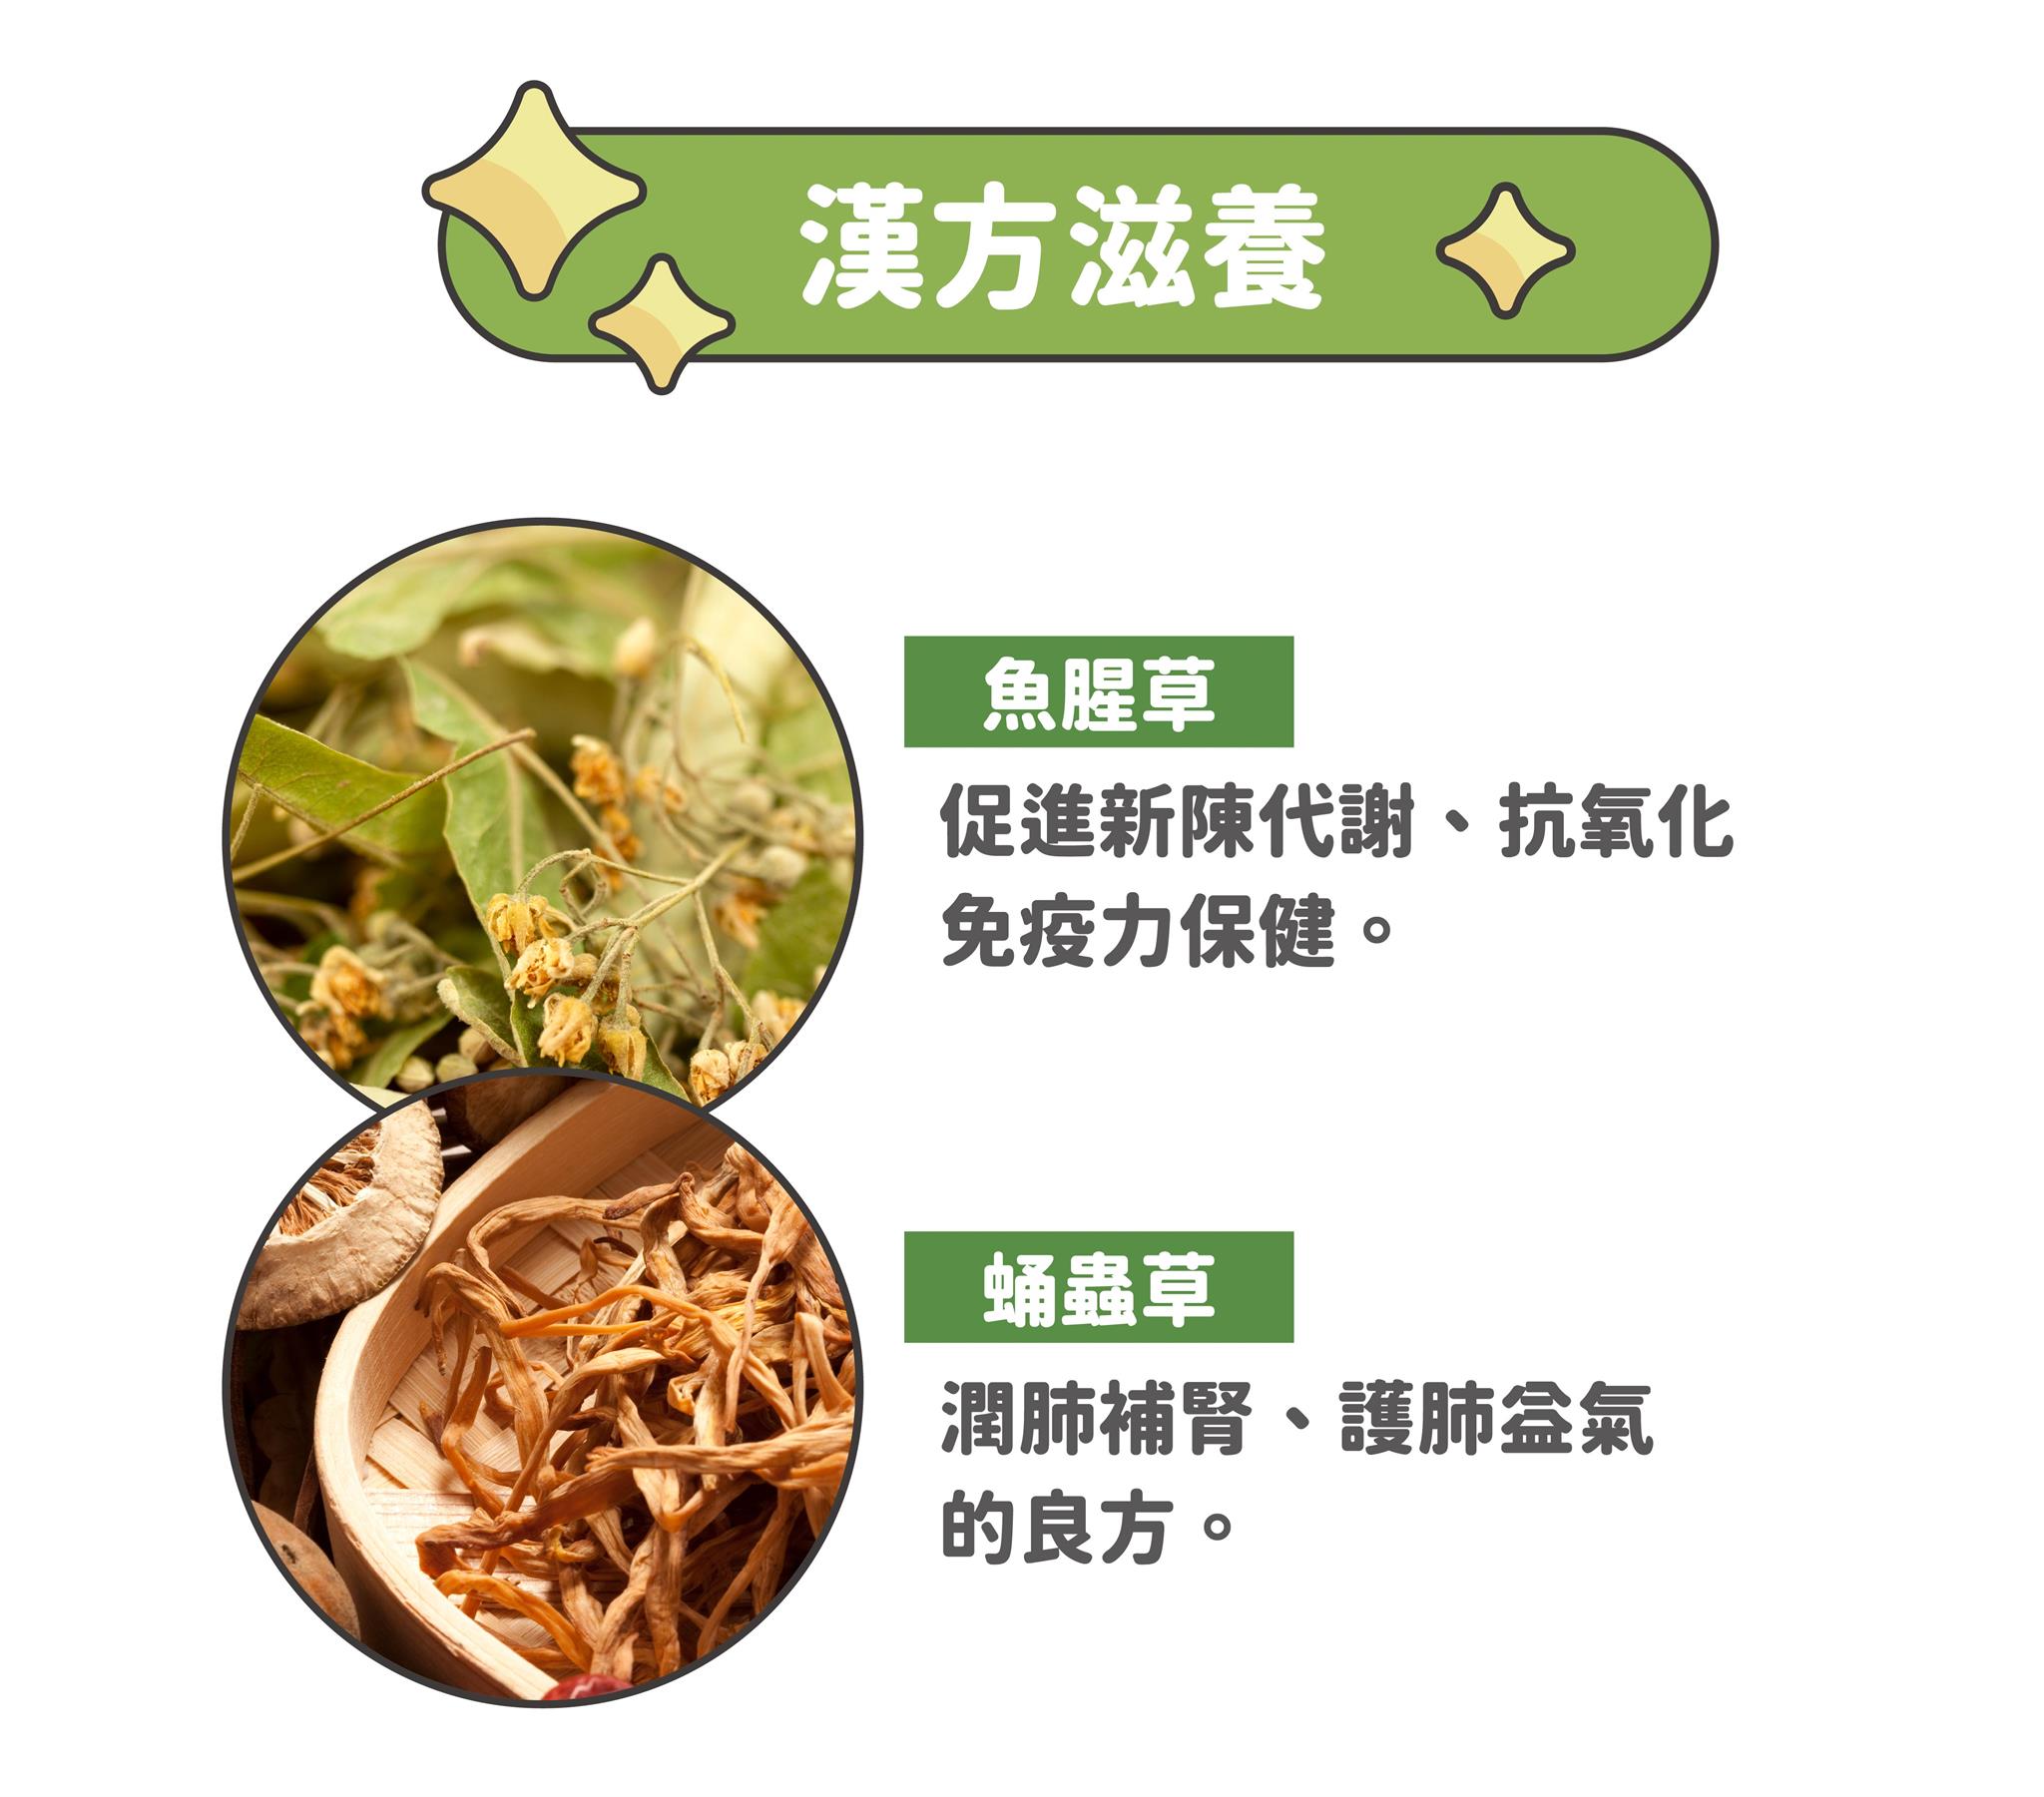 漢方滋養
魚腥草
促進新陳代謝、抗氧化
免疫力保健。
蛹蟲草
潤肺補腎、護肺益氣
的良方。